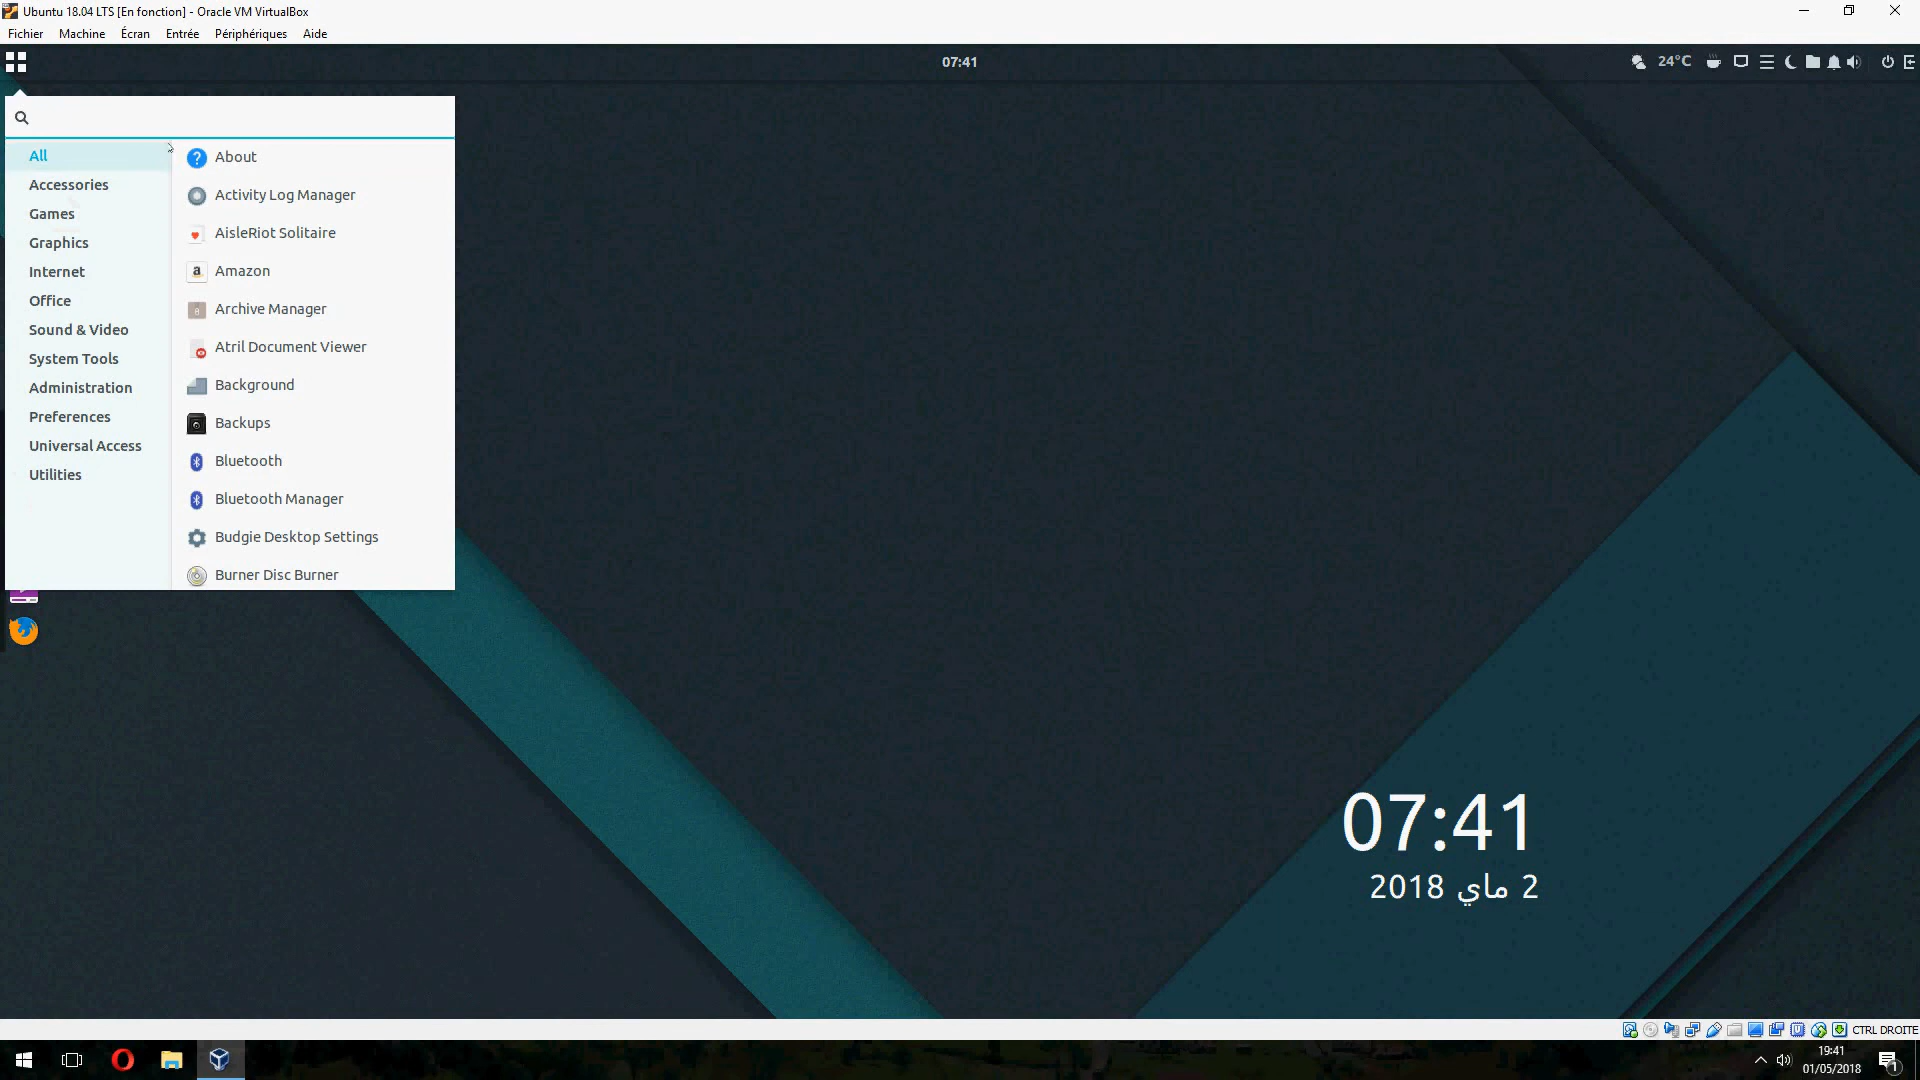 Ubuntu 18.04 LTS [En fonction] - Oracle VM VirtualBox
Fichier Machine Écran Entrée Périphériques Aide
07:41
24°C
All
Accessories
Games
Graphics
Internet
Office
Sound & Video
System Tools
Administration
Preferences
Universal Access
Utilities
About
Activity Log Manager
AisleRiot Solitaire
Amazon
Archive Manager
Atril Document Viewer
Background
Backups
Bluetooth
Bluetooth Manager
Budgie Desktop Settings
Burner Disc Burner
07:41
2 ماي 2018
CTRL DROITE
19:41
01/05/2018
1